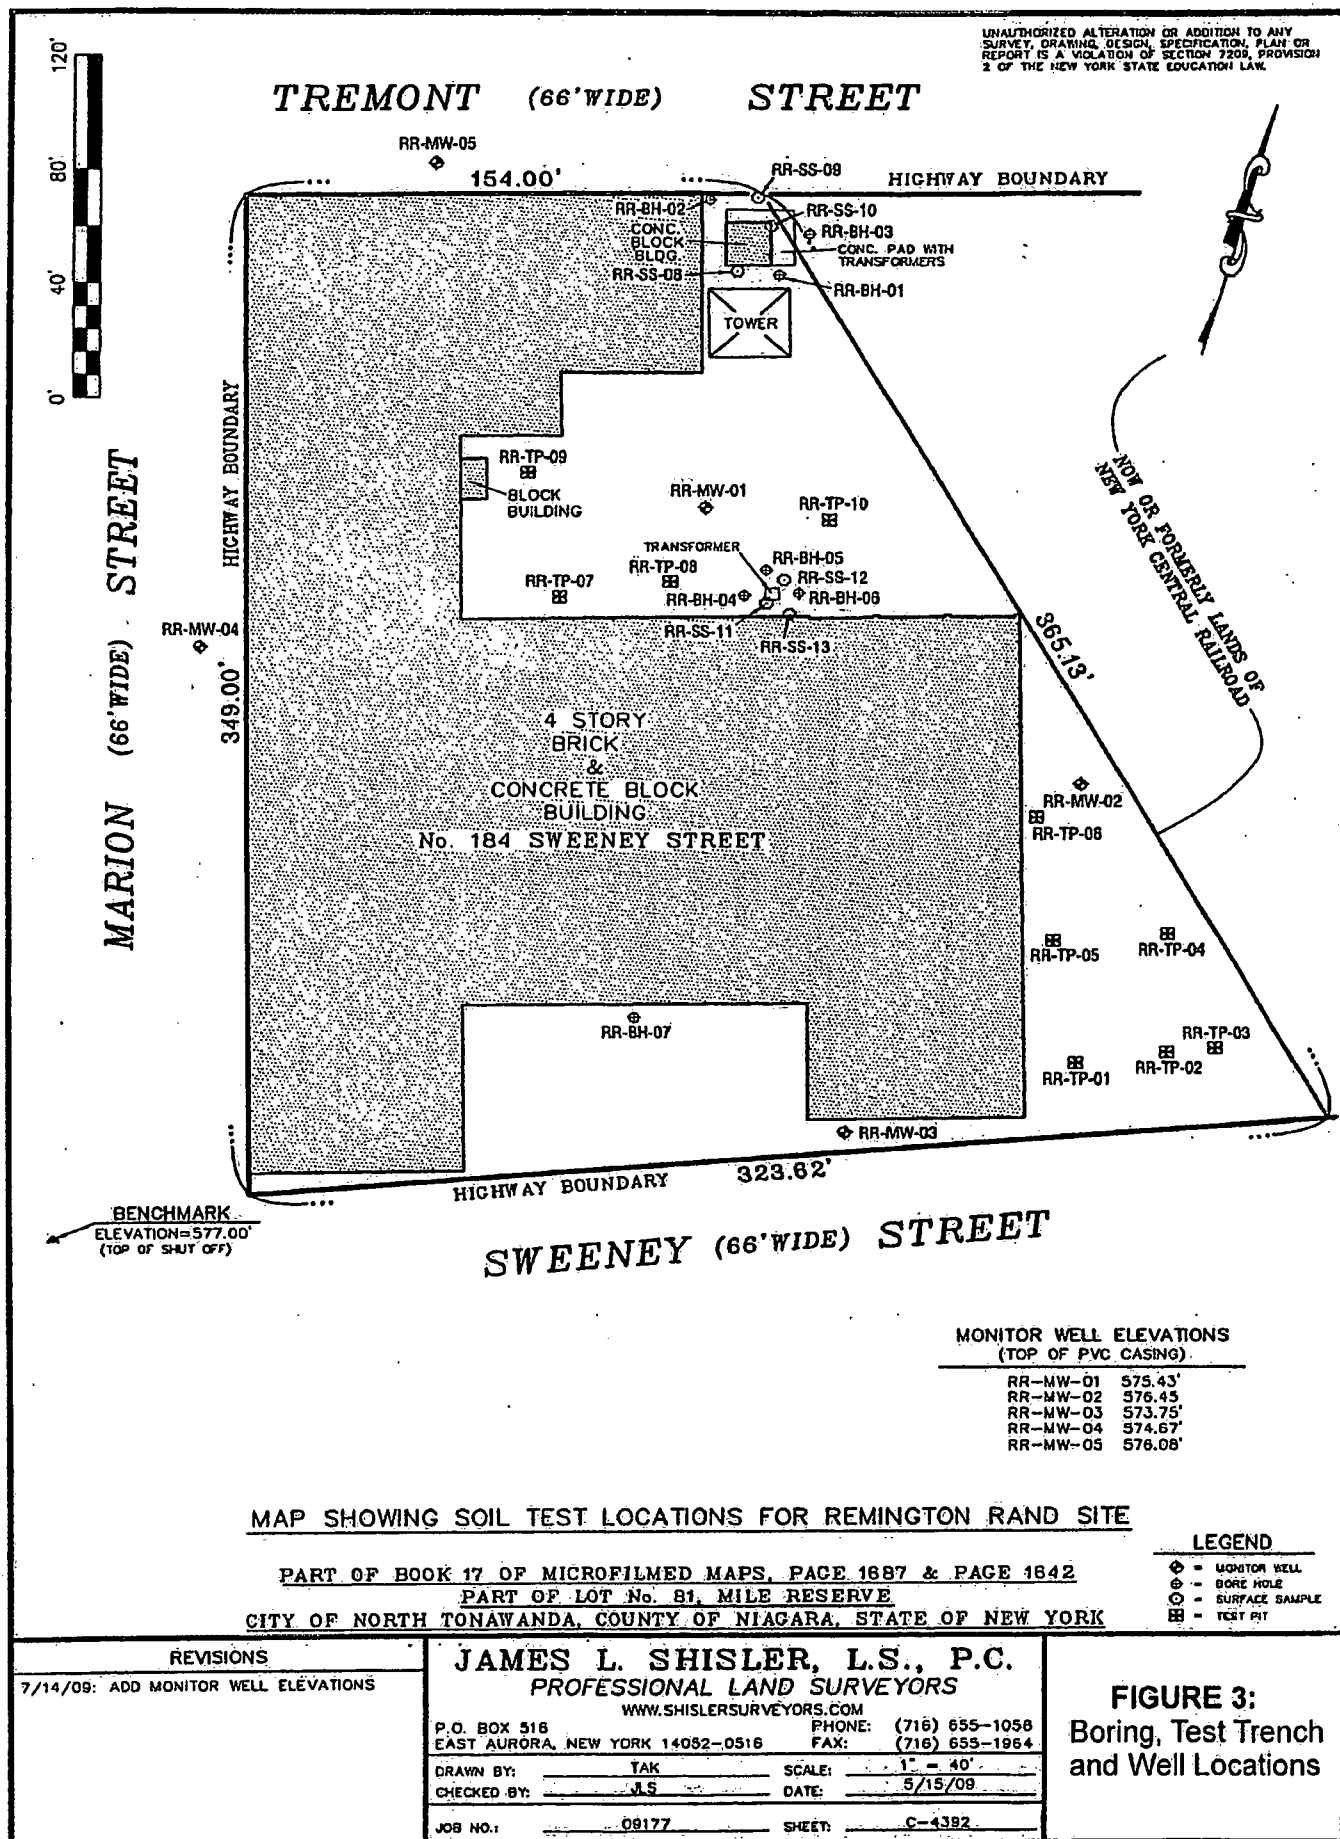 UNAUTHORIZED ALTERATION OR ADDITION TO ANY
SURVEY, DRAWING, DESIGN, SPECIFICATION, PLAN OR
REPORT IS A VIOLATION OF SECTION 7209, PROVISION
2 OF THE NEW YORK STATE EDUCATION LAW.
120'
80'
40'
0'
TREMONT (66'WIDE) STREET
RR-MW-05
154.00'
RR-SS-09
HIGHWAY BOUNDARY
RR-BH-02
RR-SS-10
CONC.
BLOCK
BLDG.
RR-BH-03
CONC. PAD WITH
TRANSFORMERS
RR-SS-08
RR-BH-01
TOWER
HIGHWAY BOUNDARY
MARION (66'WIDE) STREET
RR-TP-09
BLOCK
BUILDING
RR-MW-01
RR-TP-10
NOW OR FORMERLY LANDS OF
NEW YORK CENTRAL RAILROAD
TRANSFORMER
RR-BH-05
RR-TP-07
RR-TP-08
RR-SS-12
RR-BH-04
RR-BH-06
RR-SS-11
RR-SS-13
RR-MW-04
349.00'
365.13'
4 STORY
BRICK
&
CONCRETE BLOCK
BUILDING
No. 184 SWEENEY STREET
RR-MW-02
RR-TP-06
RR-TP-05
RR-TP-04
RR-BH-07
RR-TP-03
RR-TP-02
RR-TP-01
RR-MW-03
HIGHWAY BOUNDARY
323.62'
BENCHMARK
ELEVATION=577.00'
(TOP OF SHUT OFF)
SWEENEY (66'WIDE) STREET
MONITOR WELL ELEVATIONS
(TOP OF PVC CASING)
RR-MW-01 575.43'
RR-MW-02 576.45
RR-MW-03 573.75'
RR-MW-04 574.67'
RR-MW-05 576.08'
MAP SHOWING SOIL TEST LOCATIONS FOR REMINGTON RAND SITE
PART OF BOOK 17 OF MICROFILMED MAPS, PAGE 1687 & PAGE 1642
PART OF LOT No. 81, MILE RESERVE
CITY OF NORTH TONAWANDA, COUNTY OF NIAGARA, STATE OF NEW YORK
LEGEND
- MONITOR WELL
- BORE HOLE
- SURFACE SAMPLE
- TEST PIT
REVISIONS
7/14/09: ADD MONITOR WELL ELEVATIONS
JAMES L. SHISLER, L.S., P.C.
PROFESSIONAL LAND SURVEYORS
WWW.SHISLERSURVEYORS.COM
P.O. BOX 516 PHONE: (716) 655-1058
EAST AURORA, NEW YORK 14052-0516 FAX: (716) 655-1964
DRAWN BY: TAK SCALE: 1" = 40'
CHECKED BY: JLS DATE: 5/15/09
JOB NO.: 09177 SHEET: C-4392
FIGURE 3:
Boring, Test Trench
and Well Locations